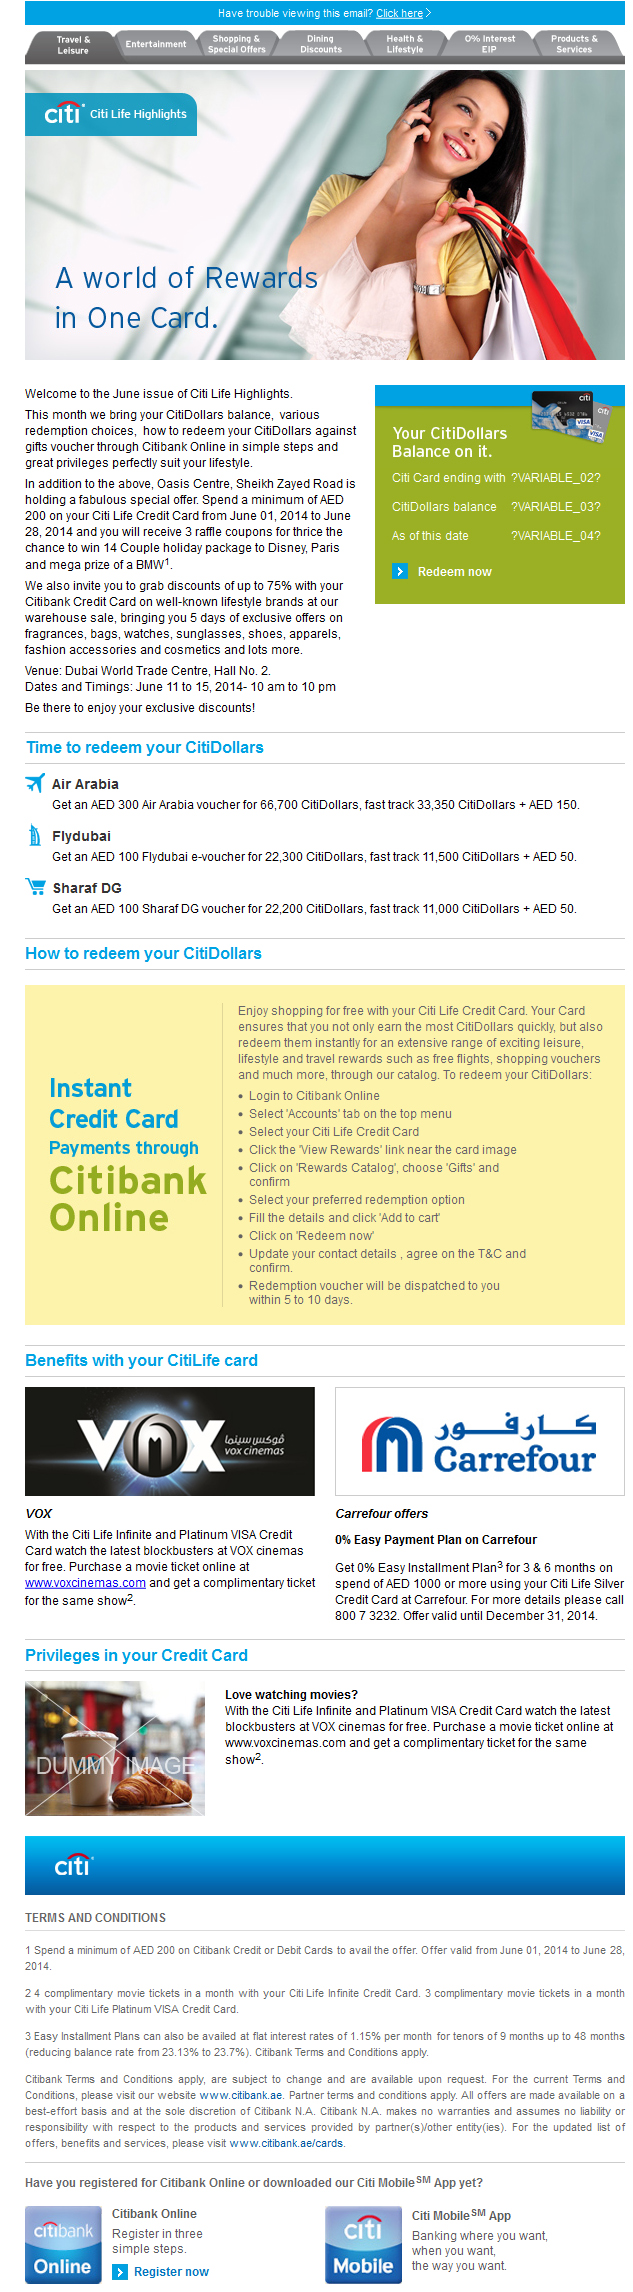 Have trouble viewing this email? Click here
Travel & Leisure
Entertainment
Shopping & Special Offers
Dining Discounts
Health & Lifestyle
0% Interest EIP
Products & Services
citi Citi Life Highlights
A world of Rewards
in One Card.
Welcome to the June issue of Citi Life Highlights.
This month we bring your CitiDollars balance, various
redemption choices, how to redeem your CitiDollars against
gifts voucher through Citibank Online in simple steps and
great privileges perfectly suit your lifestyle.
In addition to the above, Oasis Centre, Sheikh Zayed Road is
holding a fabulous special offer. Spend a minimum of AED
200 on your Citi Life Credit Card from June 01, 2014 to June
28, 2014 and you will receive 3 raffle coupons for thrice the
chance to win 14 Couple holiday package to Disney, Paris
and mega prize of a BMW1.
We also invite you to grab discounts of up to 75% with your
Citibank Credit Card on well-known lifestyle brands at our
warehouse sale, bringing you 5 days of exclusive offers on
fragrances, bags, watches, sunglasses, shoes, apparels,
fashion accessories and cosmetics and lots more.
Venue: Dubai World Trade Centre, Hall No. 2.
Dates and Timings: June 11 to 15, 2014- 10 am to 10 pm
Be there to enjoy your exclusive discounts!
citi
citi
VISA
VISA
Your CitiDollars
Balance on it.
Citi Card ending with ?VARIABLE_02?
CitiDollars balance ?VARIABLE_03?
As of this date ?VARIABLE_04?
Redeem now
Time to redeem your CitiDollars
Air Arabia
Get an AED 300 Air Arabia voucher for 66,700 CitiDollars, fast track 33,350 CitiDollars + AED 150.
Flydubai
Get an AED 100 Flydubai e-voucher for 22,300 CitiDollars, fast track 11,500 CitiDollars + AED 50.
Sharaf DG
Get an AED 100 Sharaf DG voucher for 22,200 CitiDollars, fast track 11,000 CitiDollars + AED 50.
How to redeem your CitiDollars
Instant
Credit Card
Payments through
Citibank
Online
Enjoy shopping for free with your Citi Life Credit Card. Your Card
ensures that you not only earn the most CitiDollars quickly, but also
redeem them instantly for an extensive range of exciting leisure,
lifestyle and travel rewards such as free flights, shopping vouchers
and much more, through our catalog. To redeem your CitiDollars:
• Login to Citibank Online
• Select 'Accounts' tab on the top menu
• Select your Citi Life Credit Card
• Click the 'View Rewards' link near the card image
• Click on 'Rewards Catalog', choose 'Gifts' and
confirm
• Select your preferred redemption option
• Fill the details and click 'Add to cart'
• Click on 'Redeem now'
• Update your contact details , agree on the T&C and
confirm.
• Redemption voucher will be dispatched to you
within 5 to 10 days.
Benefits with your CitiLife card
VOX ڤوكس سينما
vox cinemas
كارفور
Carrefour
VOX
With the Citi Life Infinite and Platinum VISA Credit
Card watch the latest blockbusters at VOX cinemas
for free. Purchase a movie ticket online at
www.voxcinemas.com and get a complimentary ticket
for the same show2.
Carrefour offers
0% Easy Payment Plan on Carrefour
Get 0% Easy Installment Plan3 for 3 & 6 months on
spend of AED 1000 or more using your Citi Life Silver
Credit Card at Carrefour. For more details please call
800 7 3232. Offer valid until December 31, 2014.
Privileges in your Credit Card
DUMMY IMAGE
Love watching movies?
With the Citi Life Infinite and Platinum VISA Credit Card watch the latest
blockbusters at VOX cinemas for free. Purchase a movie ticket online at
www.voxcinemas.com and get a complimentary ticket for the same
show2.
citi
TERMS AND CONDITIONS
1 Spend a minimum of AED 200 on Citibank Credit or Debit Cards to avail the offer. Offer valid from June 01, 2014 to June 28,
2014.
2 4 complimentary movie tickets in a month with your Citi Life Infinite Credit Card. 3 complimentary movie tickets in a month
with your Citi Life Platinum VISA Credit Card.
3 Easy Installment Plans can also be availed at flat interest rates of 1.15% per month for tenors of 9 months up to 48 months
(reducing balance rate from 23.13% to 23.7%). Citibank Terms and Conditions apply.
Citibank Terms and Conditions apply, are subject to change and are available upon request. For the current Terms and
Conditions, please visit our website www.citibank.ae. Partner terms and conditions apply. All offers are made available on a
best-effort basis and at the sole discretion of Citibank N.A. Citibank N.A. makes no warranties and assumes no liability or
responsibility with respect to the products and services provided by partner(s)/other entity(ies). For the updated list of
offers, benefits and services, please visit www.citibank.ae/cards.
Have you registered for Citibank Online or downloaded our Citi MobileSM App yet?
citibank
Online
Citibank Online
Register in three
simple steps.
Register now
citi
Mobile
Citi MobileSM App
Banking where you want,
when you want,
the way you want.